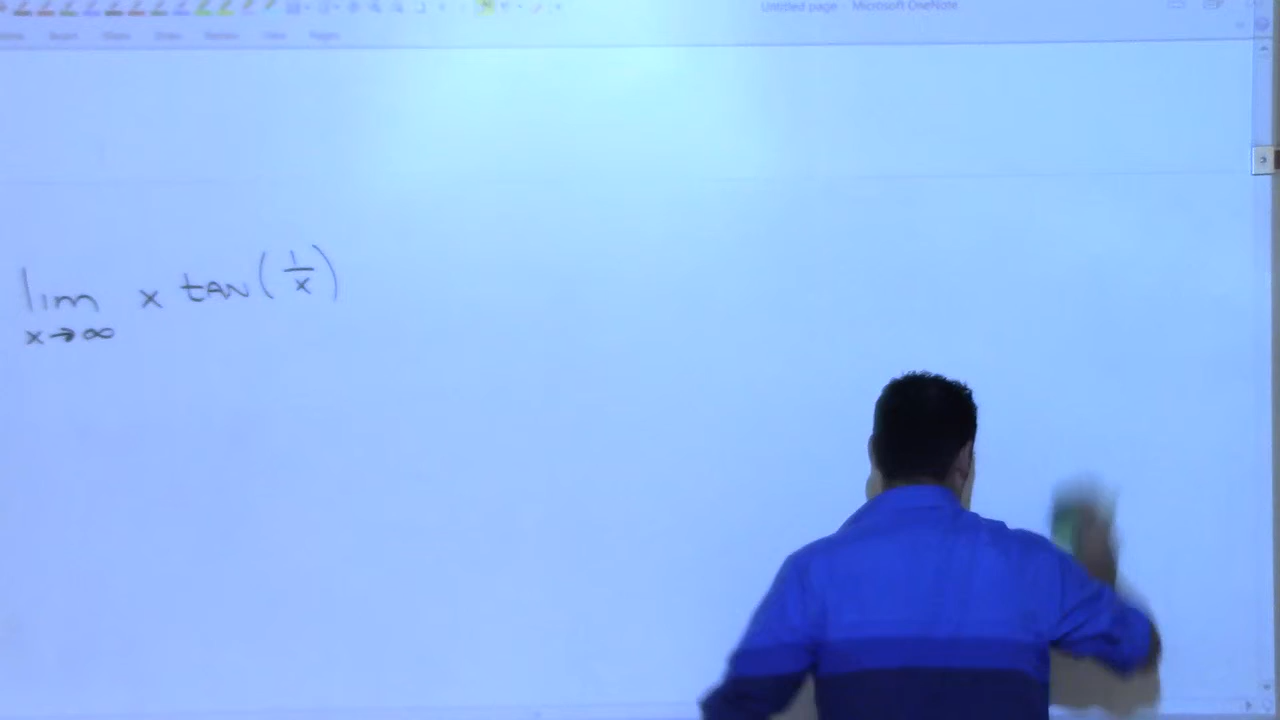 Untitled page - Microsoft OneNote
lim x tan(1/x)
x→∞